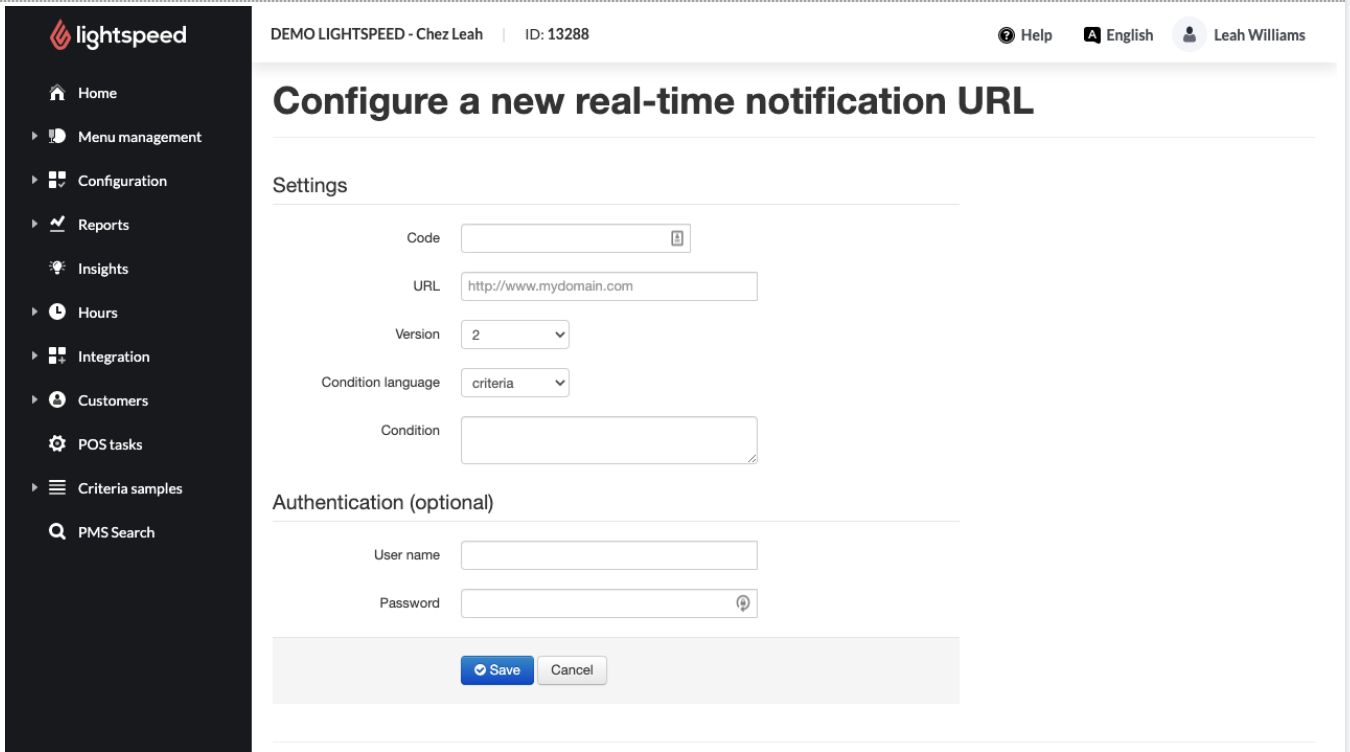 lightspeed
DEMO LIGHTSPEED - Chez Leah | ID: 13288
Help
English
Leah Williams
Home
Menu management
Configuration
Reports
Insights
Hours
Integration
Customers
POS tasks
Criteria samples
PMS Search
Configure a new real-time notification URL
Settings
Code
URL http://www.mydomain.com
Version 2
Condition language criteria
Condition
Authentication (optional)
User name
Password
Save Cancel